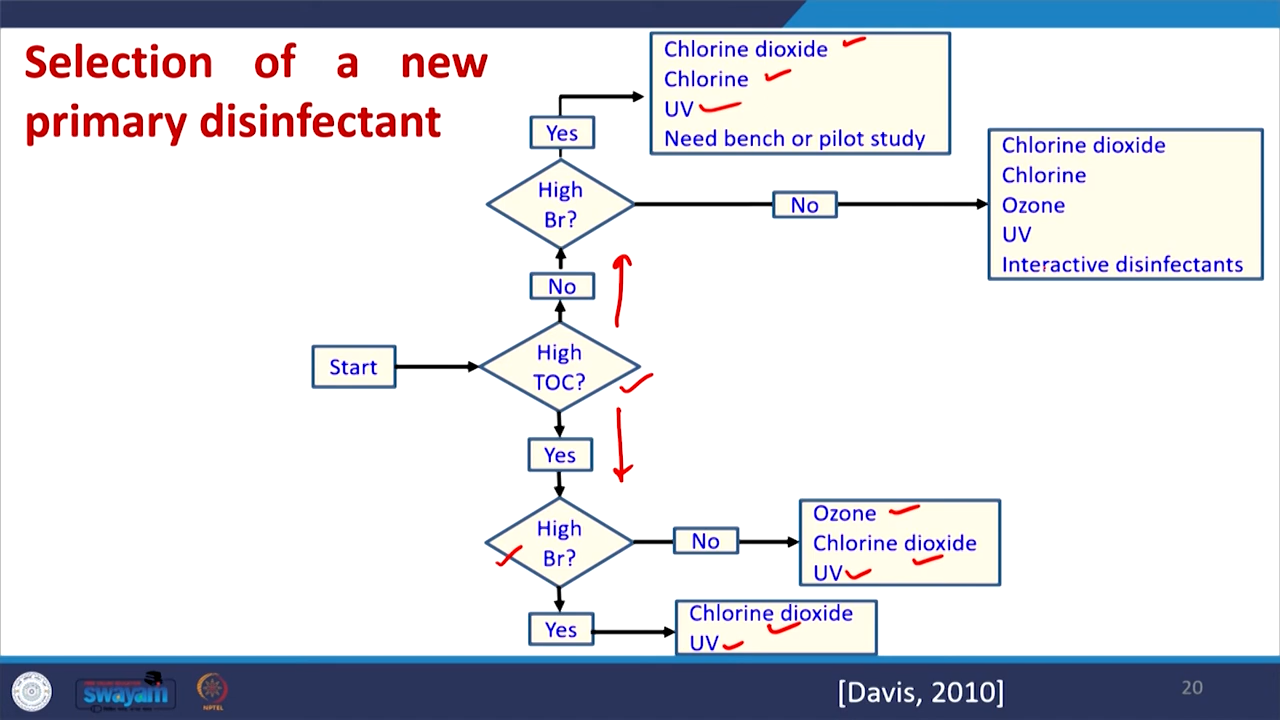 Selection of a new
primary disinfectant
Chlorine dioxide
Chlorine
UV
Need bench or pilot study
Yes
High
Br?
No
Chlorine dioxide
Chlorine
Ozone
UV
Interactive disinfectants
No
Start
High
TOC?
Yes
High
Br?
No
Ozone
Chlorine dioxide
UV
Yes
Chlorine dioxide
UV
swayam
NPTEL
[Davis, 2010]
20